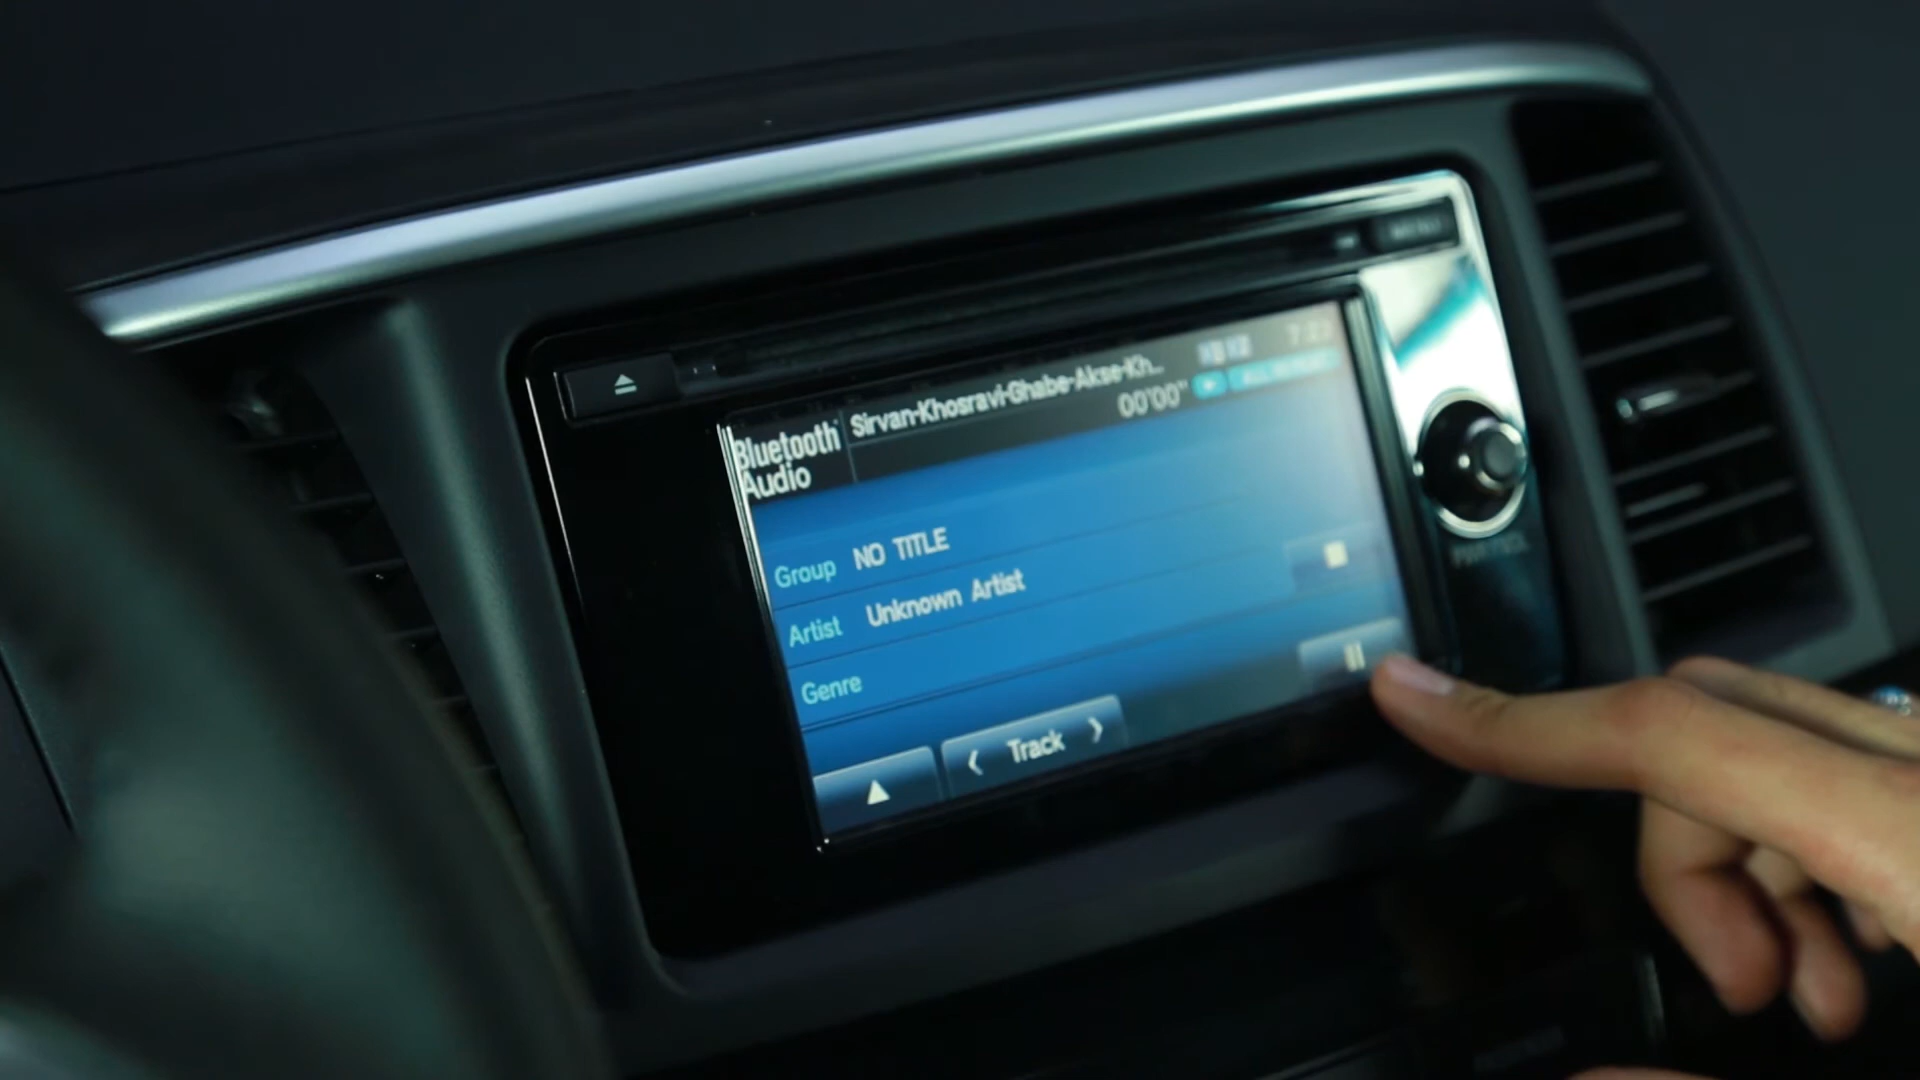 Bluetooth
Audio
Sirvan-Khosravi-Ghabe-Akse-Kh...
00'00"
Group NO TITLE
Artist Unknown Artist
Genre
Track